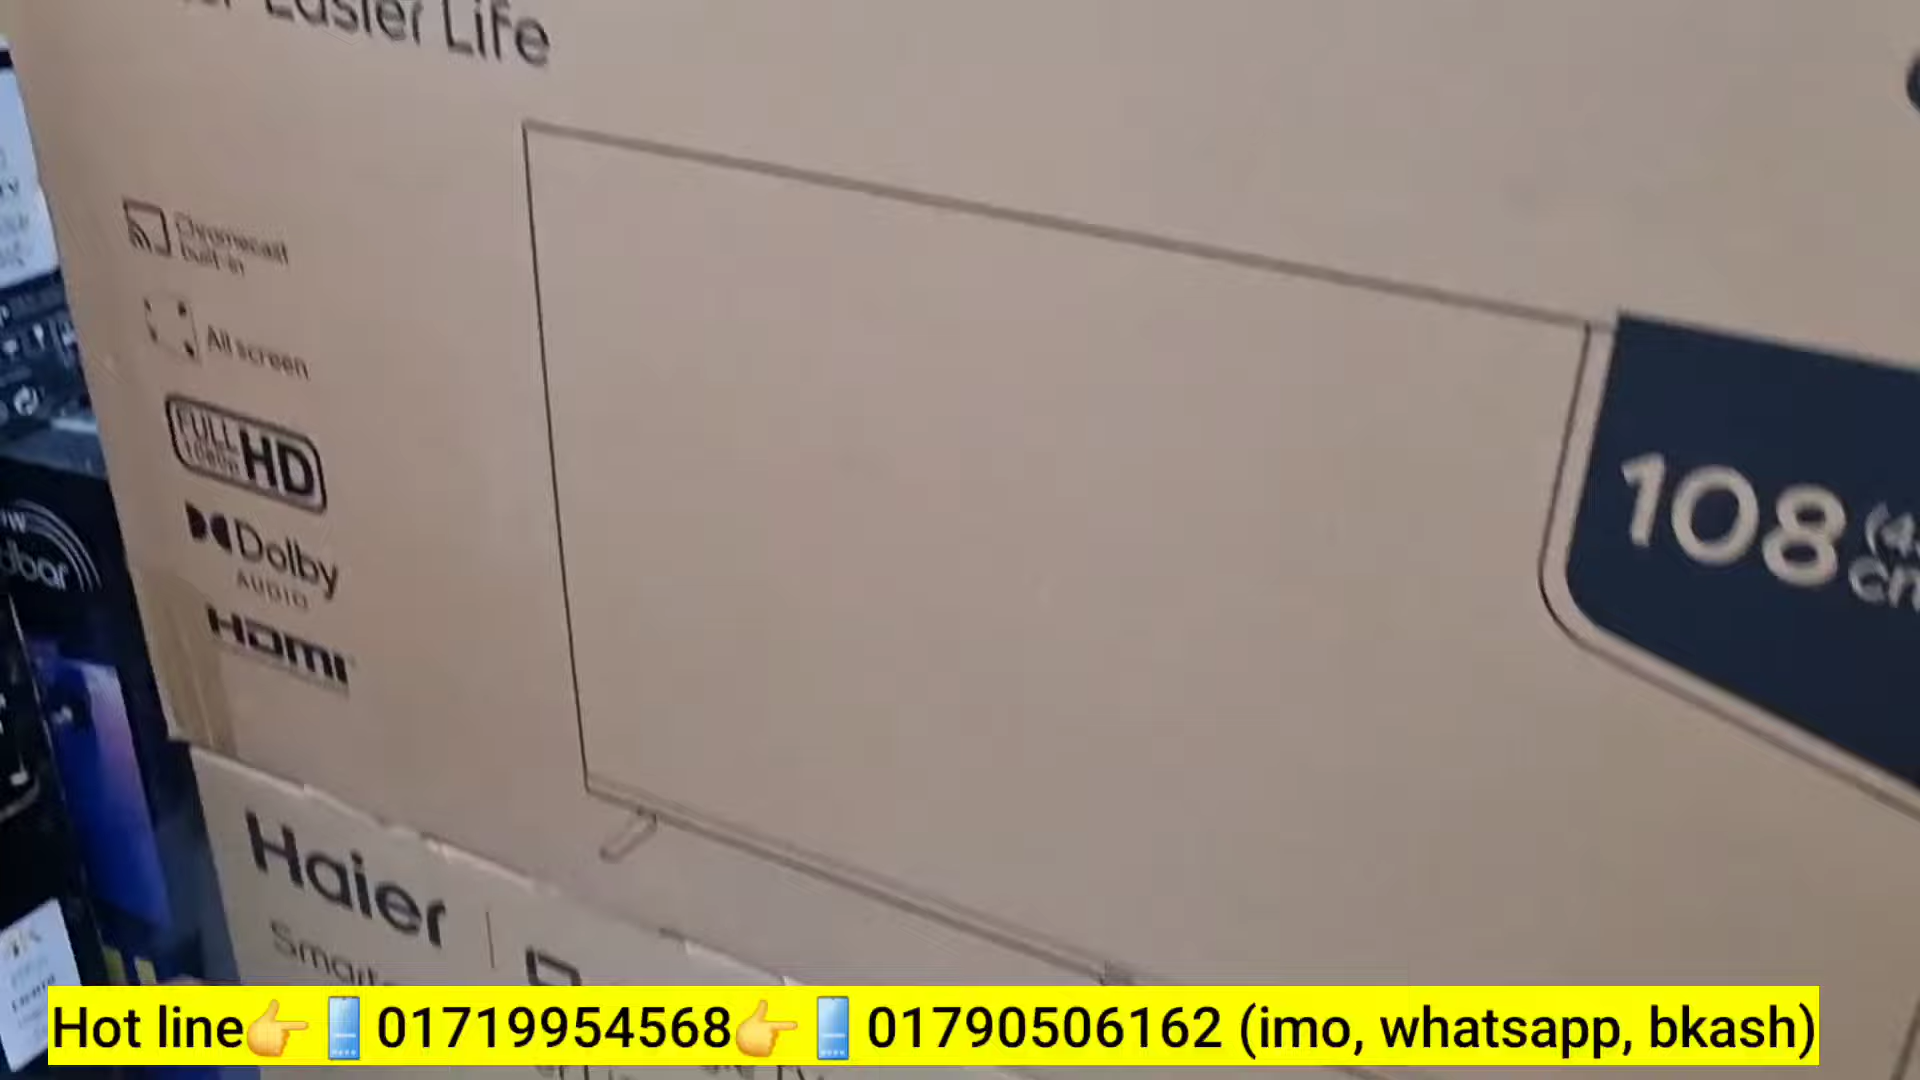 Easier Life
Chromecast
built-in
All screen
FULL
1080p HD
Dolby
AUDIO
HDMI
108
Haier
Smart
Hot line👉📱01719954568👉📱01790506162 (imo, whatsapp, bkash)